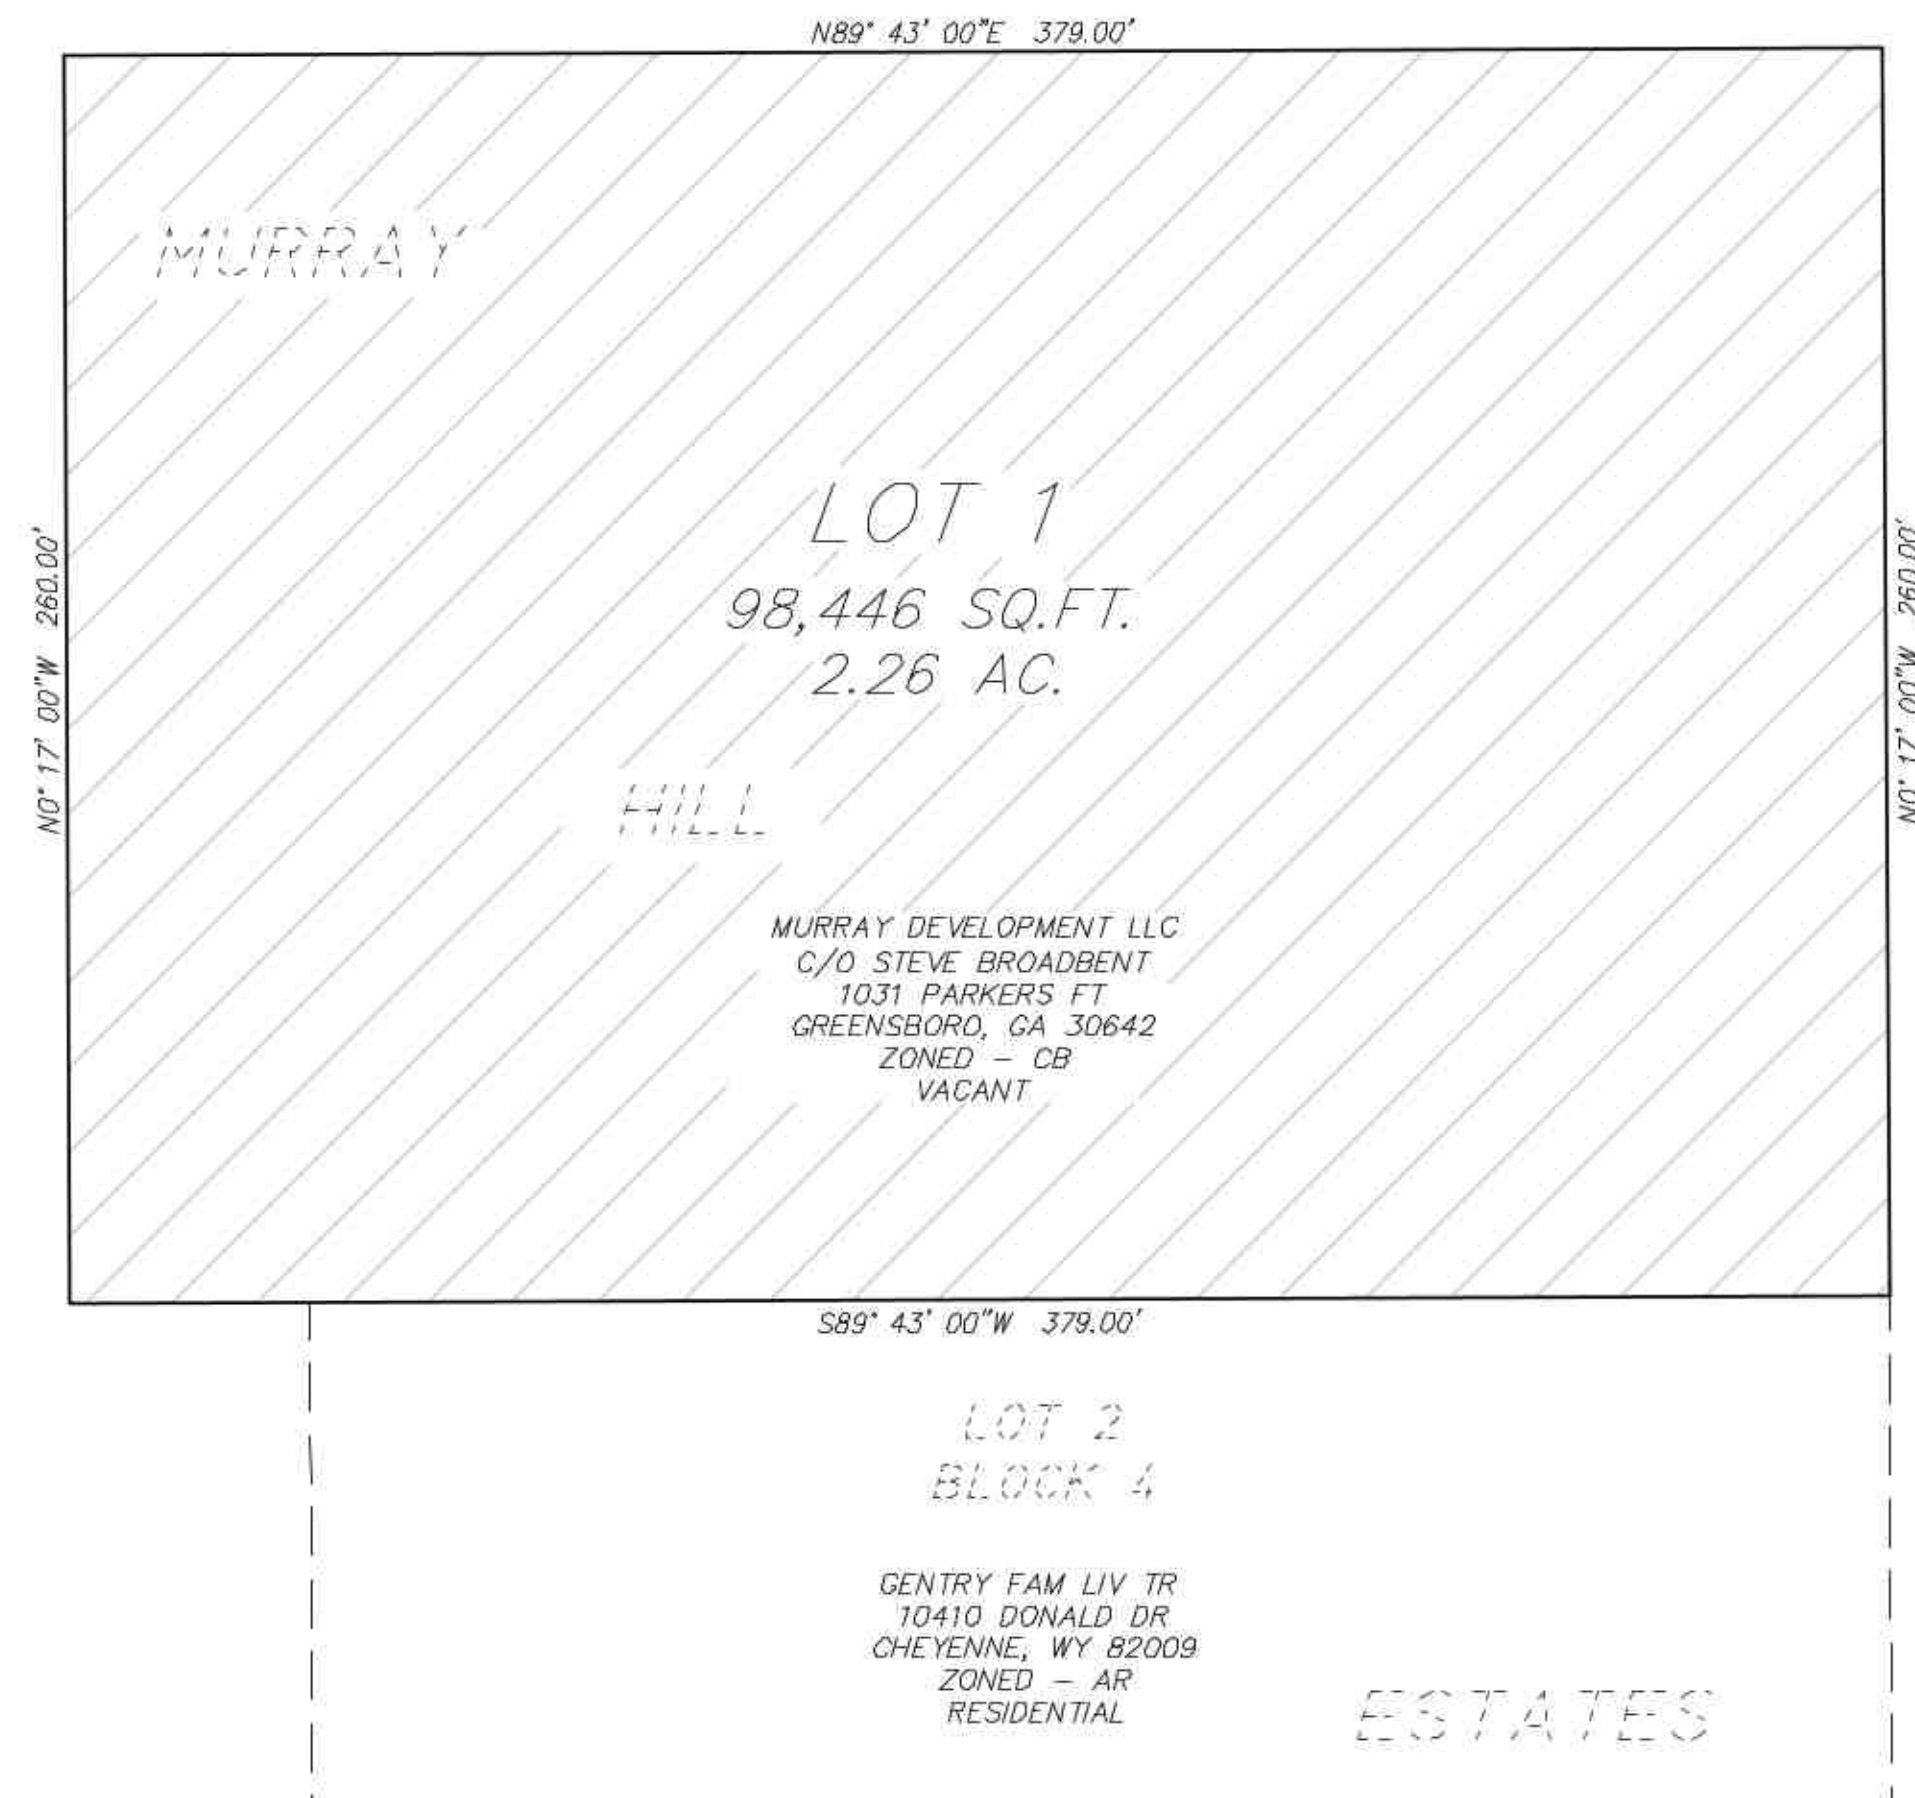 N89° 43' 00"E 379.00'
MURRAY
LOT 1
98,446 SQ.FT.
2.26 AC.
N0° 17' 00"W 260.00'
N0° 17' 00"W 260.00'
HILL
MURRAY DEVELOPMENT LLC
C/O STEVE BROADBENT
1031 PARKERS FT
GREENSBORO, GA 30642
ZONED - CB
VACANT
S89° 43' 00"W 379.00'
LOT 2
BLOCK 4
GENTRY FAM LIV TR
10410 DONALD DR
CHEYENNE, WY 82009
ZONED - AR
RESIDENTIAL
ESTATES